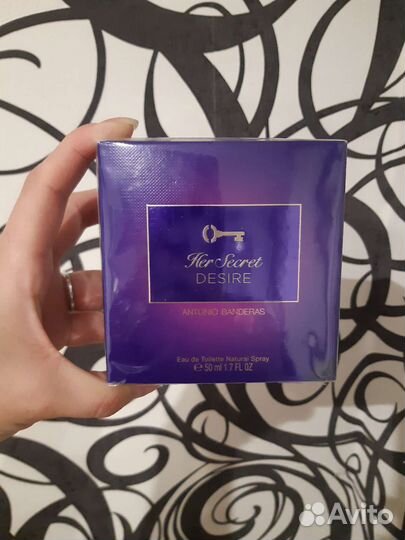 Her Secret
DESIRE
ANTONIO BANDERAS
Eau de Toilette Natural Spray
℮ 50 ml 1.7 FL OZ
Avito